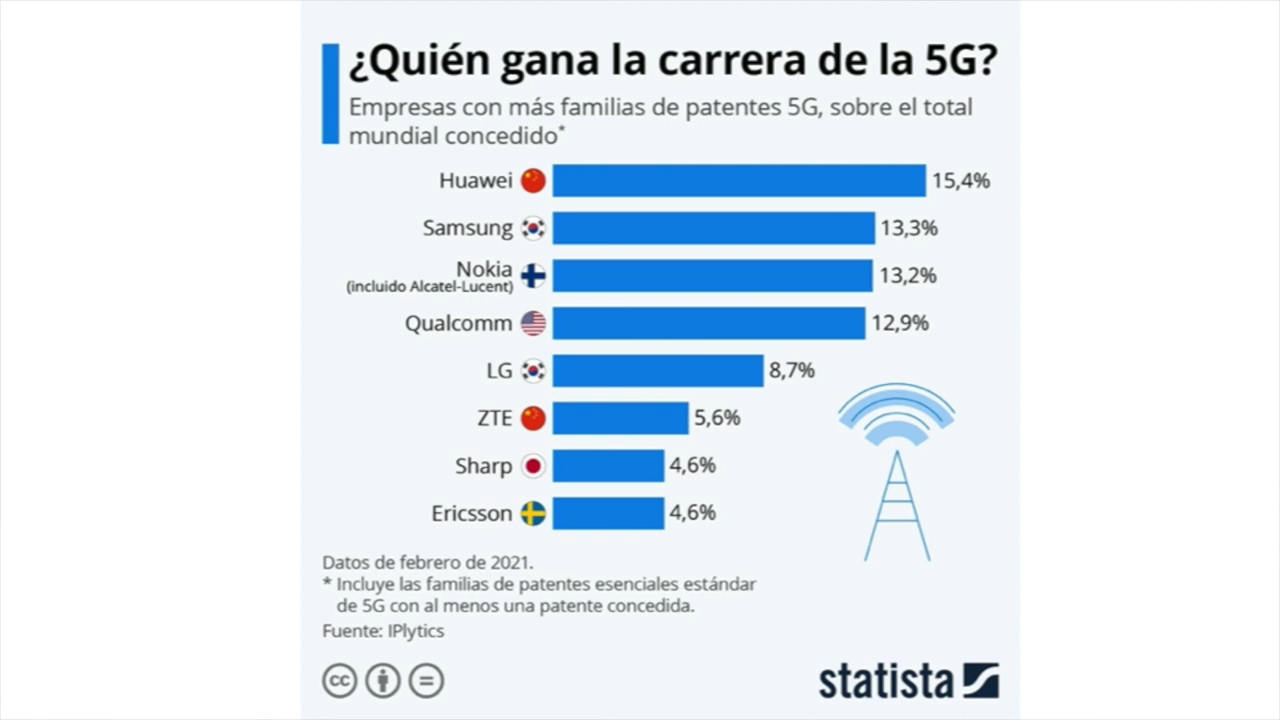 ¿Quién gana la carrera de la 5G?
Empresas con más familias de patentes 5G, sobre el total
mundial concedido*
Huawei 15,4%
Samsung 13,3%
Nokia 13,2%
(incluido Alcatel-Lucent)
Qualcomm 12,9%
LG 8,7%
ZTE 5,6%
Sharp 4,6%
Ericsson 4,6%
Datos de febrero de 2021.
* Incluye las familias de patentes esenciales estándar
de 5G con al menos una patente concedida.
Fuente: IPlytics
cc
statista